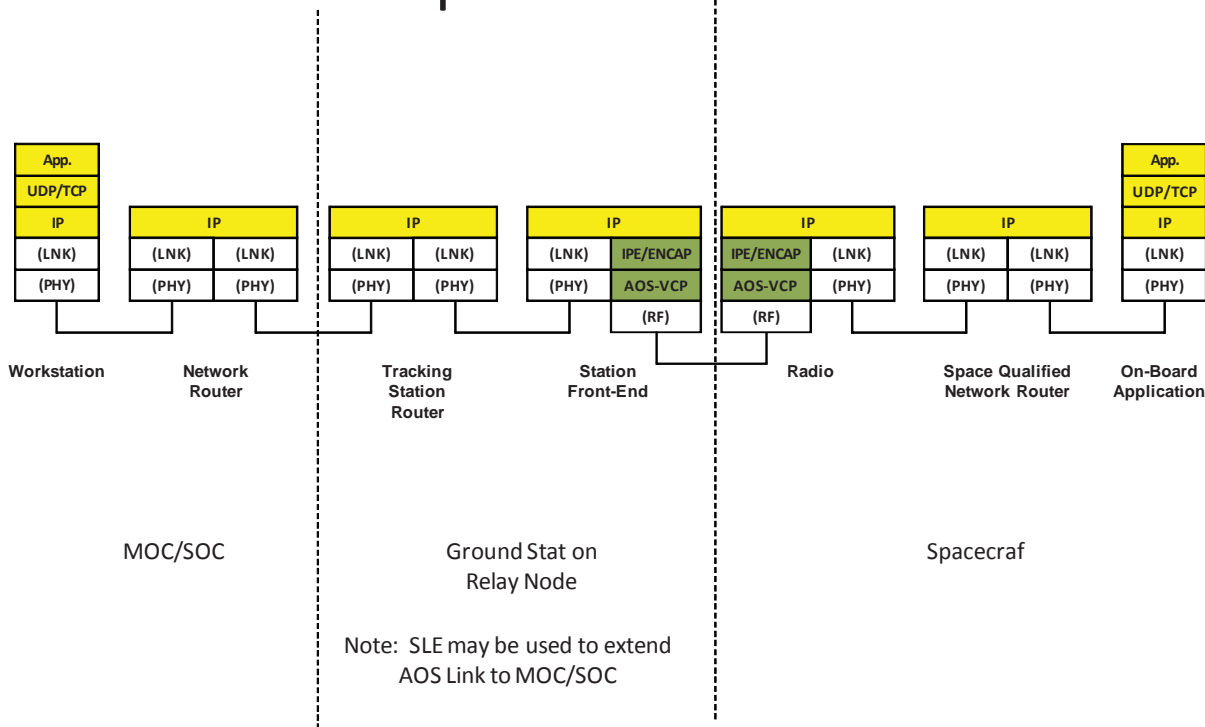 App.
UDP/TCP
IP
(LNK)
(PHY)
Workstation
IP
(LNK) (LNK)
(PHY) (PHY)
Network
Router
IP
(LNK) (LNK)
(PHY) (PHY)
Tracking
Station
Router
IP
(LNK) IPE/ENCAP
(PHY) AOS-VCP
(RF)
Station
Front-End
IP
IPE/ENCAP (LNK)
AOS-VCP (PHY)
(RF)
Radio
IP
(LNK) (LNK)
(PHY) (PHY)
Space Qualified
Network Router
App.
UDP/TCP
IP
(LNK)
(PHY)
On-Board
Application
MOC/SOC
Ground Stat on
Relay Node
Note: SLE may be used to extend
AOS Link to MOC/SOC
Spacecraf